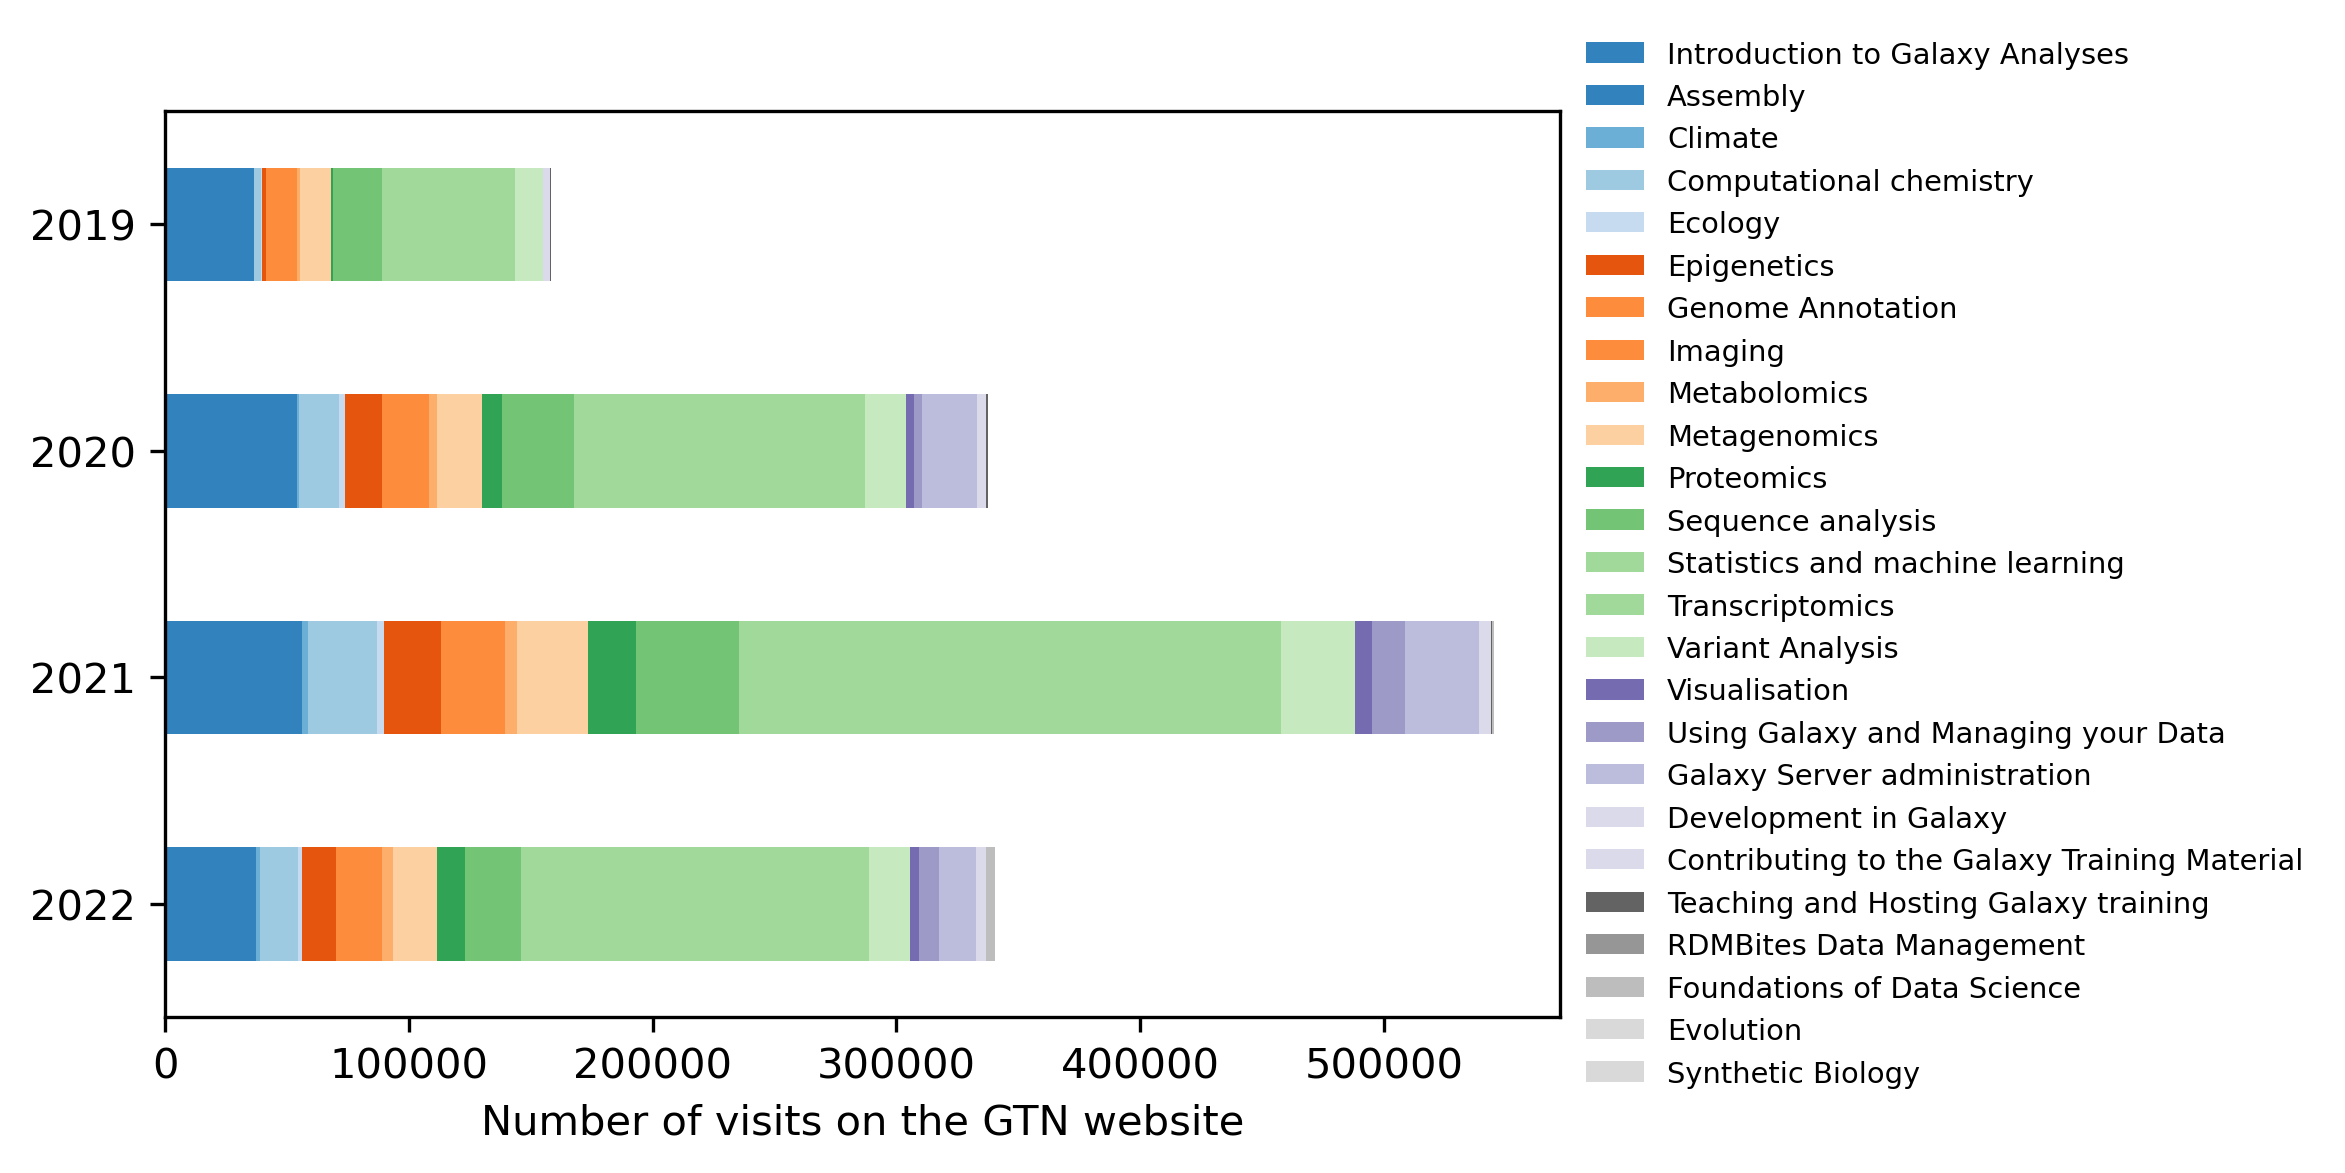 2019
2020
2021
2022
0 100000 200000 300000 400000 500000
Number of visits on the GTN website
Introduction to Galaxy Analyses
Assembly
Climate
Computational chemistry
Ecology
Epigenetics
Genome Annotation
Imaging
Metabolomics
Metagenomics
Proteomics
Sequence analysis
Statistics and machine learning
Transcriptomics
Variant Analysis
Visualisation
Using Galaxy and Managing your Data
Galaxy Server administration
Development in Galaxy
Contributing to the Galaxy Training Material
Teaching and Hosting Galaxy training
RDMBites Data Management
Foundations of Data Science
Evolution
Synthetic Biology